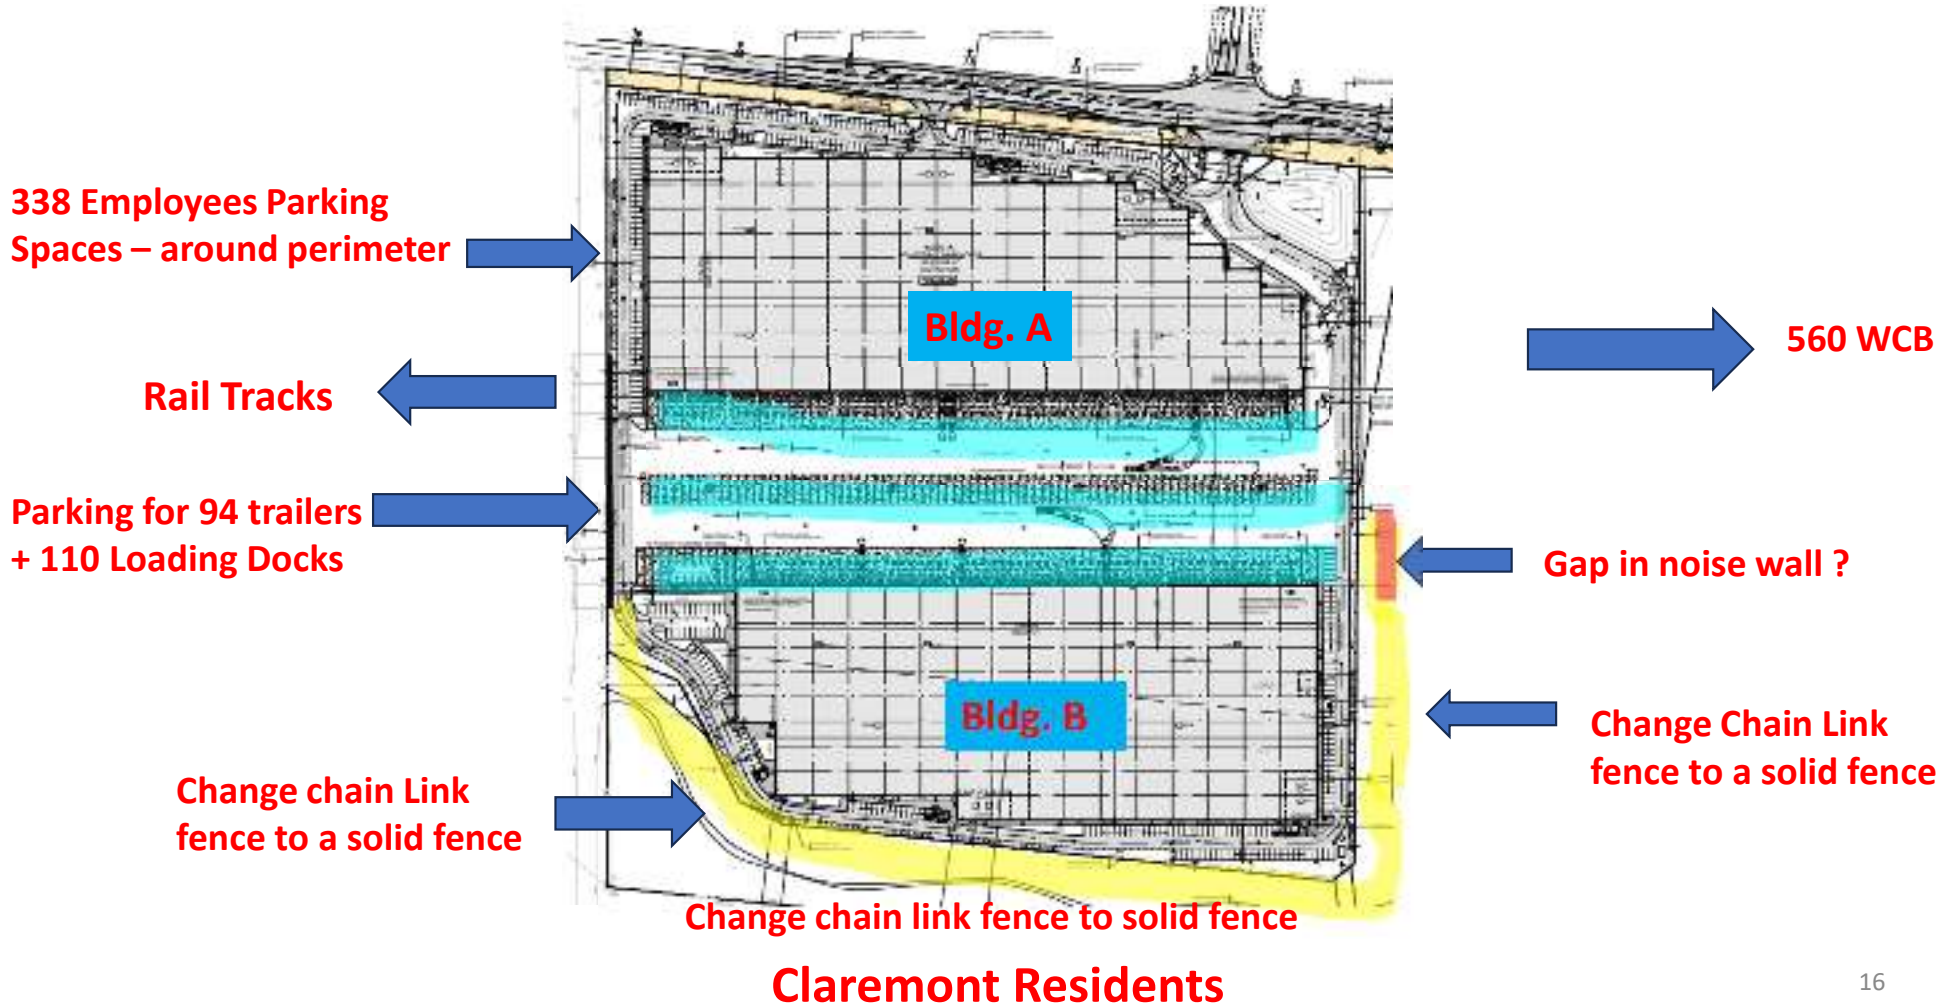 338 Employees Parking
Spaces – around perimeter
Bldg. A
560 WCB
Rail Tracks
Parking for 94 trailers
+ 110 Loading Docks
Gap in noise wall ?
Bldg. B
Change Chain Link
fence to a solid fence
Change chain Link
fence to a solid fence
Change chain link fence to solid fence
Claremont Residents
16